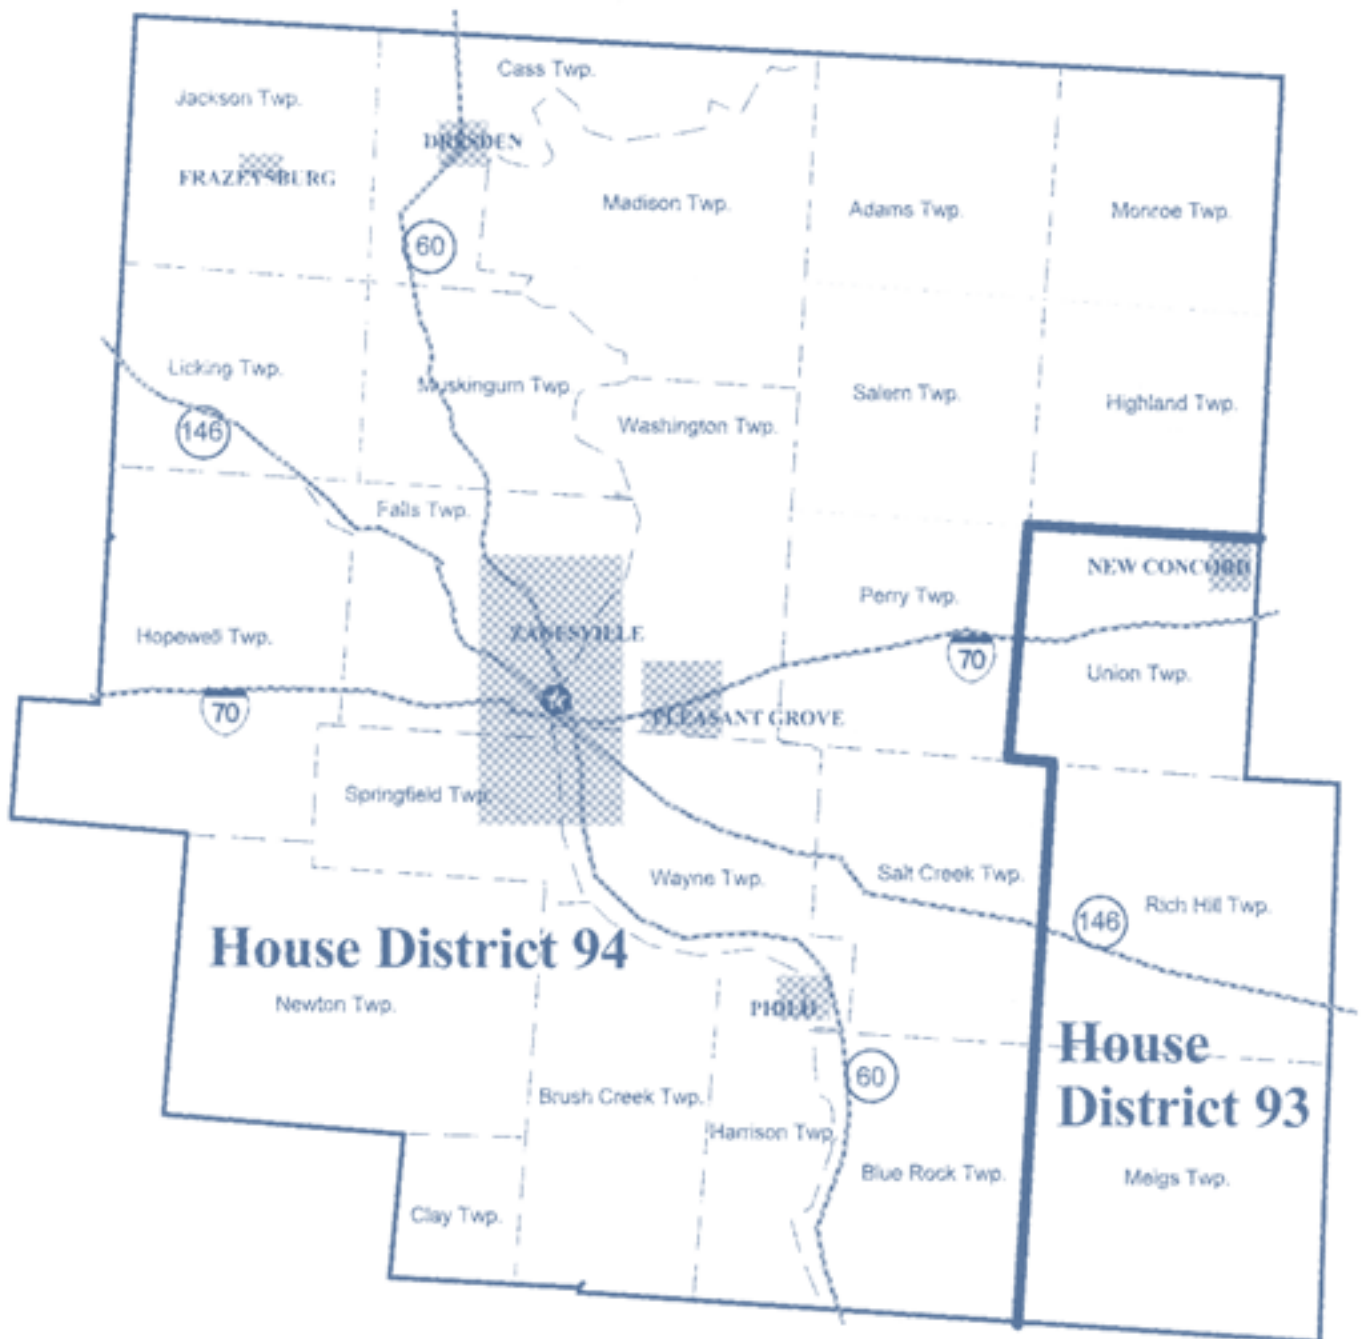 Cass Twp.
Jackson Twp.
DRESDEN
FRAZEYSBURG
Madison Twp.
Adams Twp.
Monroe Twp.
60
Licking Twp.
Muskingum Twp
Salem Twp.
Highland Twp.
146
Washington Twp.
Falls Twp.
NEW CONCORD
Perry Twp.
Hopewell Twp.
ZANESVILLE
70
Union Twp.
70
PLEASANT GROVE
Springfield Twp.
Wayne Twp.
Salt Creek Twp.
Rich Hill Twp.
146
House District 94
Newton Twp.
PHILO
House
District 93
60
Brush Creek Twp.
Harrison Twp
Blue Rock Twp.
Meigs Twp.
Clay Twp.